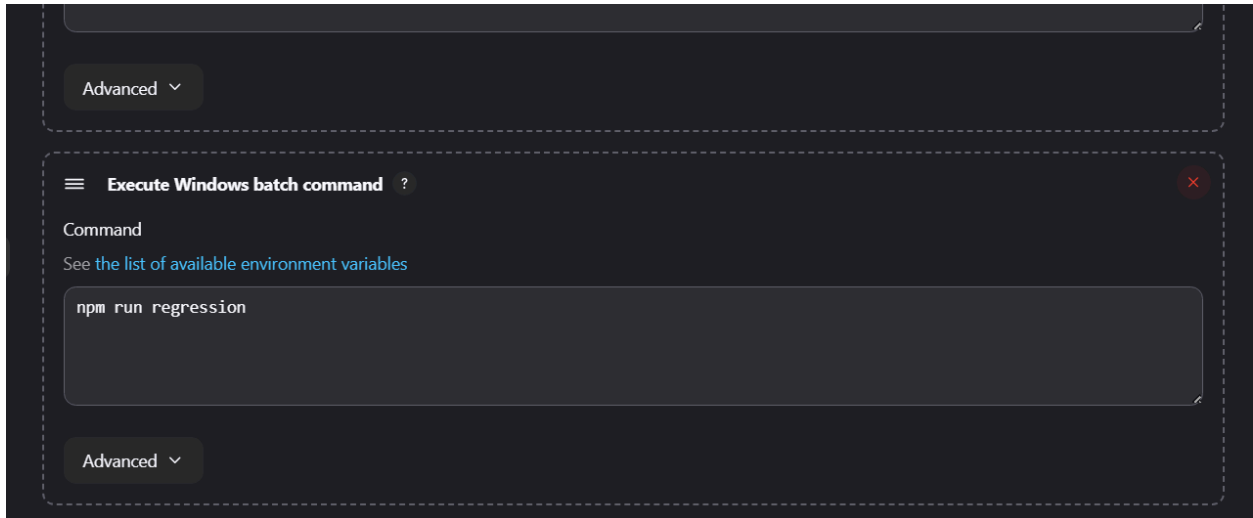 Advanced
Execute Windows batch command ?
Command
See the list of available environment variables
npm run regression
Advanced